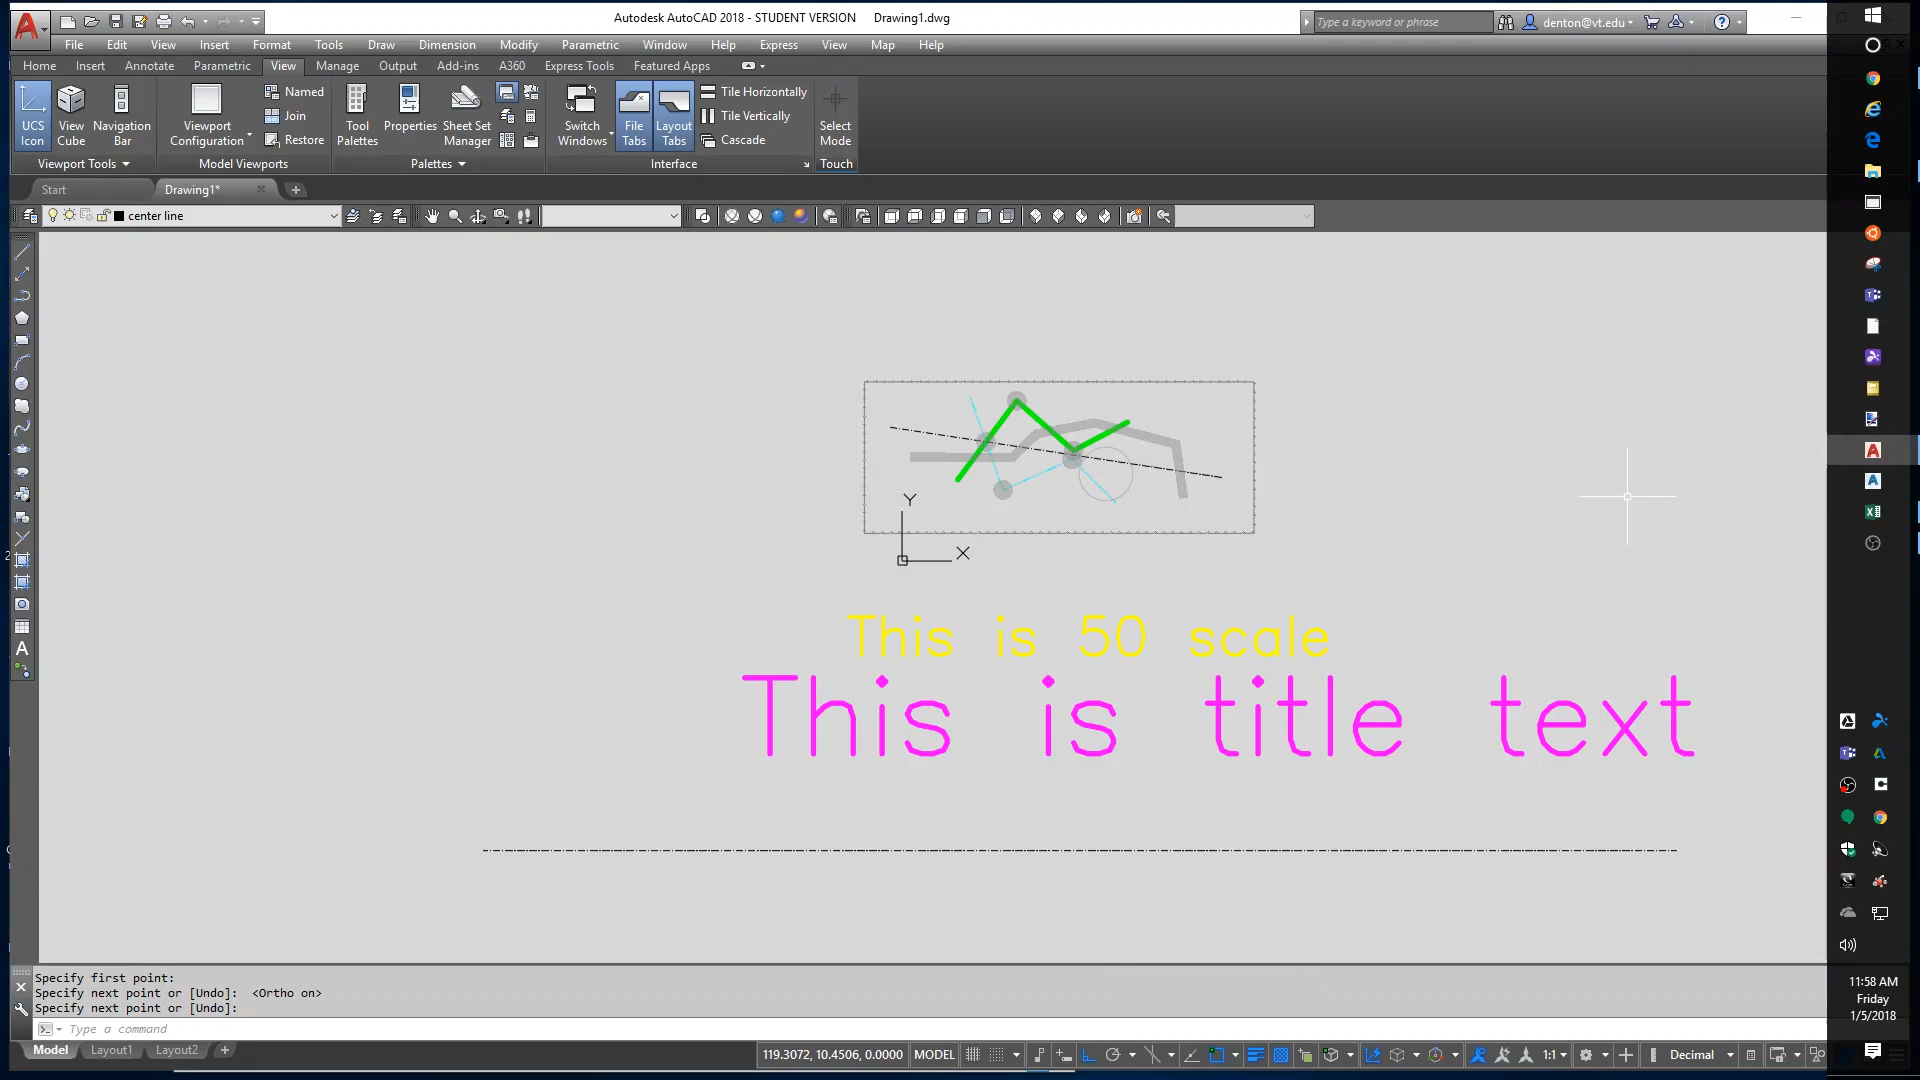 Autodesk AutoCAD 2018 - STUDENT VERSION Drawing1.dwg
Type a keyword or phrase
denton@vt.edu
File Edit View Insert Format Tools Draw Dimension Modify Parametric Window Help Express View Map Help
Home Insert Annotate Parametric View Manage Output Add-ins A360 Express Tools Featured Apps
UCS Icon
View Cube
Navigation Bar
Viewport Configuration
Named
Join
Restore
Tool Palettes
Properties
Sheet Set Manager
Switch Windows
File Tabs
Layout Tabs
Tile Horizontally
Tile Vertically
Cascade
Select Mode
Viewport Tools Model Viewports Palettes Interface Touch
Start Drawing1*
center line
Y
X
This is 50 scale
This is title text
Specify first point:
Specify next point or [Undo]: <Ortho on>
Specify next point or [Undo]:
Type a command
Model Layout1 Layout2
119.3072, 10.4506, 0.0000 MODEL 1:1 Decimal
11:58 AM
Friday
1/5/2018